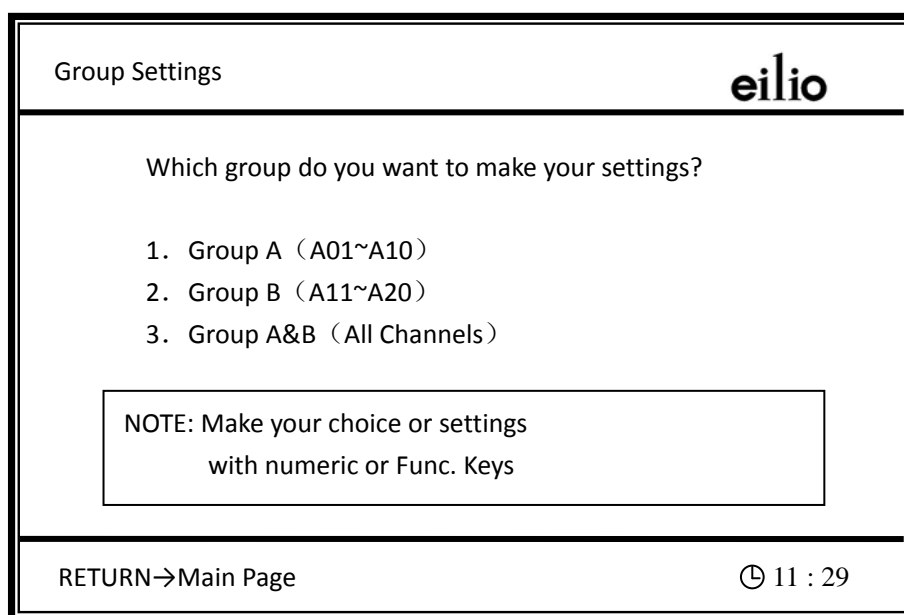 Group Settings
eilio
Which group do you want to make your settings?
1. Group A（A01~A10）
2. Group B（A11~A20）
3. Group A&B（All Channels）
NOTE: Make your choice or settings
with numeric or Func. Keys
RETURN→Main Page
11 : 29